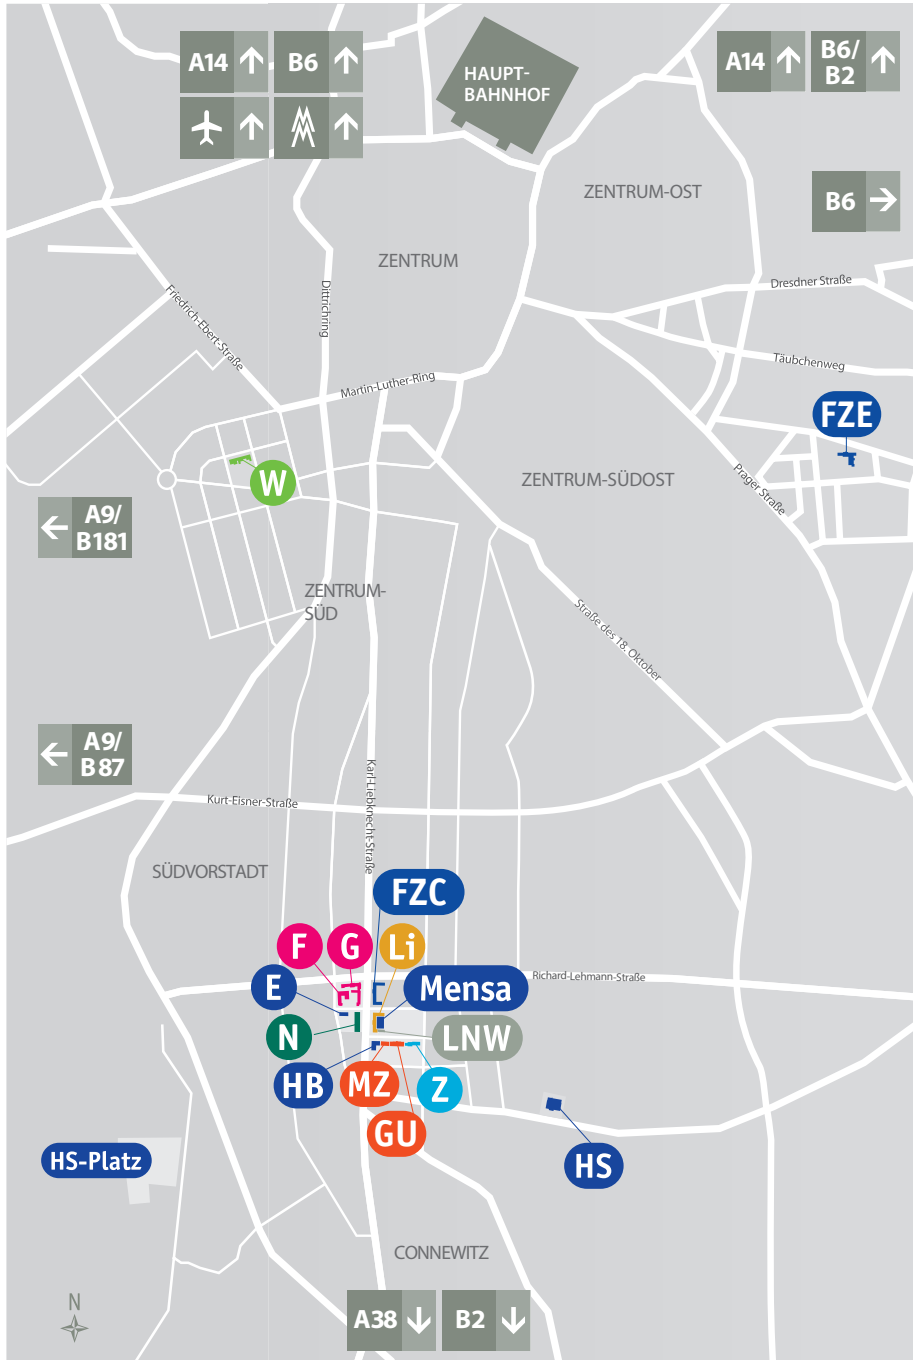 A14
B6
HAUPT-
BAHNHOF
A14
B6/
B2
B6
ZENTRUM-OST
ZENTRUM
Dresdner Straße
Friedrich-Ebert-Straße
Dittrichring
Täubchenweg
Martin-Luther-Ring
FZE
W
ZENTRUM-SÜDOST
Prager Straße
A9/
B181
ZENTRUM-
SÜD
Straße des 18. Oktober
A9/
B87
Karl-Liebknecht-Straße
Kurt-Eisner-Straße
SÜDVORSTADT
FZC
F
G
Li
Richard-Lehmann-Straße
E
Mensa
N
LNW
HB
MZ
Z
GU
HS-Platz
HS
CONNEWITZ
N
A38
B2